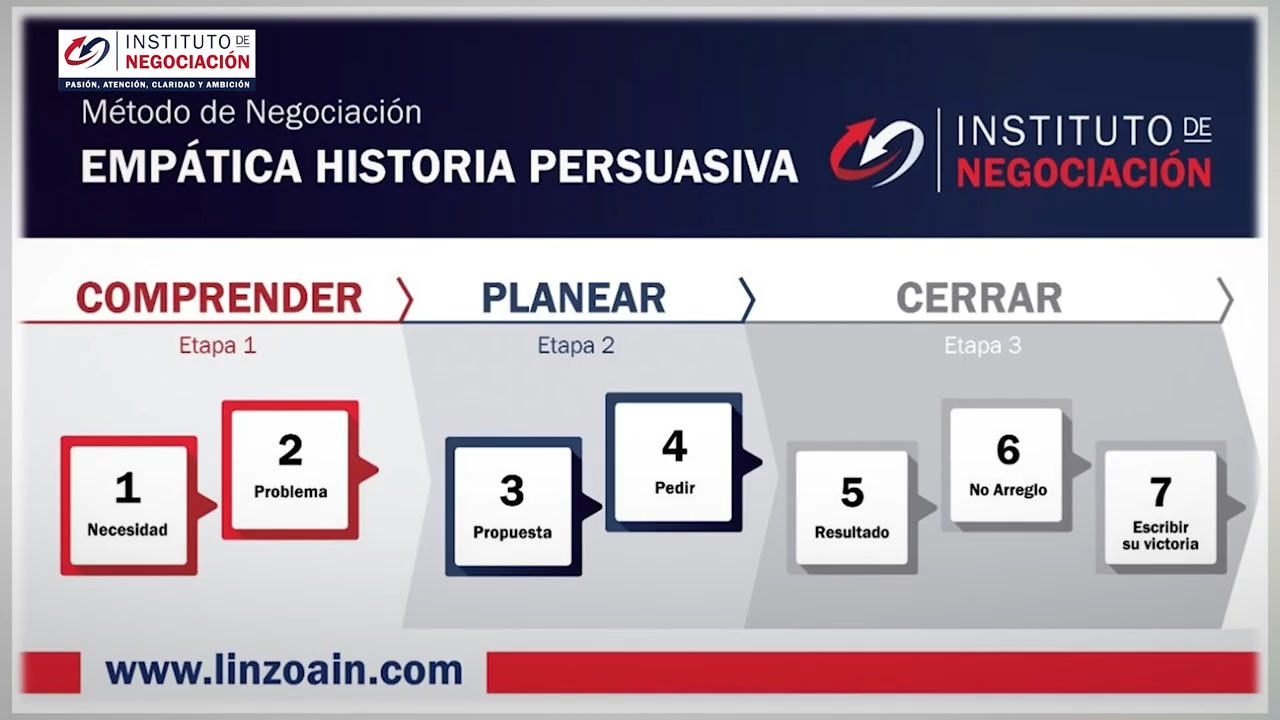 INSTITUTO DE
NEGOCIACIÓN
PASIÓN, ATENCIÓN, CLARIDAD Y AMBICIÓN
Método de Negociación
EMPÁTICA HISTORIA PERSUASIVA
INSTITUTO DE
NEGOCIACIÓN
COMPRENDER
PLANEAR
CERRAR
Etapa 1
Etapa 2
Etapa 3
1
Necesidad
2
Problema
3
Propuesta
4
Pedir
5
Resultado
6
No Arreglo
7
Escribir
su victoria
www.linzoain.com